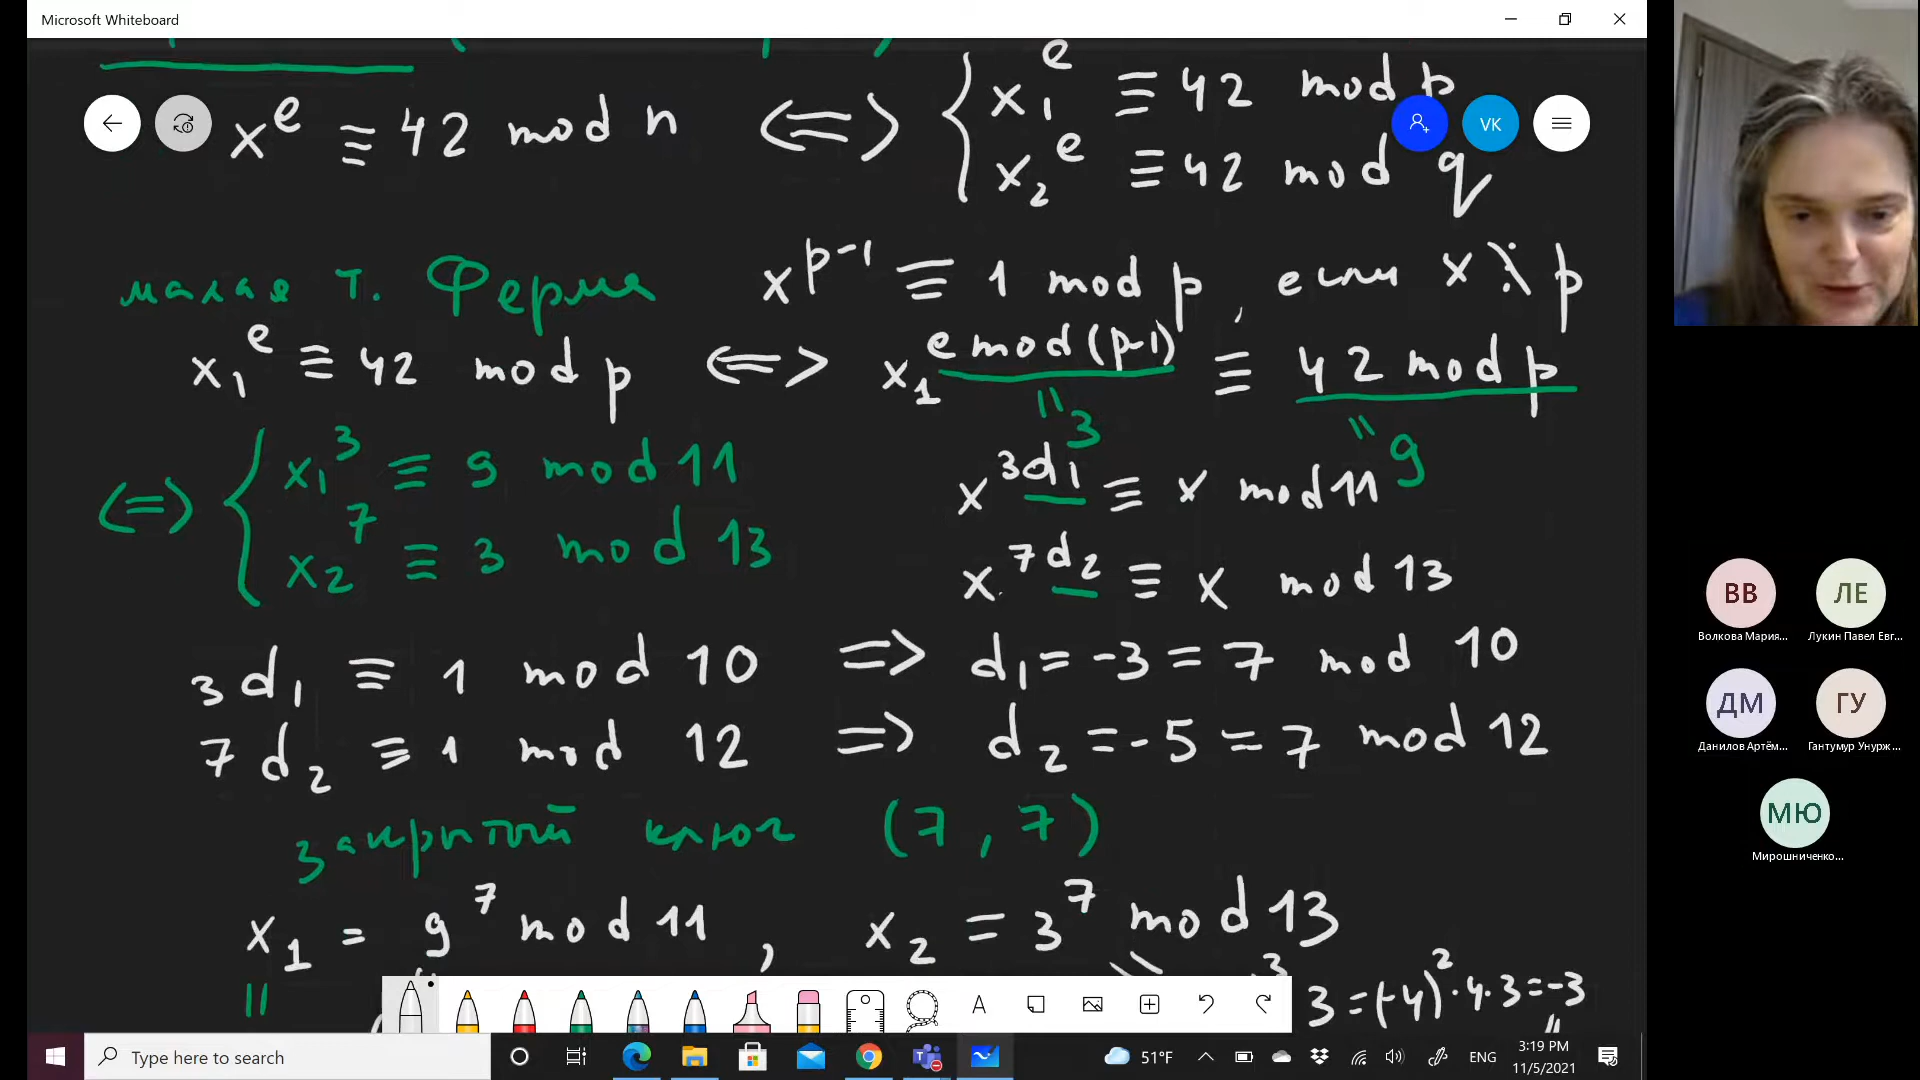 Microsoft Whiteboard
x^e ≡ 42 mod n <=> { x₁^e ≡ 42 mod p
x₂^e ≡ 42 mod q
VK
малая т. Ферма x^{p-1} ≡ 1 mod p, если x ⋮̸ p
x₁^e ≡ 42 mod p <=> x₁^{e mod (p-1)} ≡ 42 mod p
= 3 = 9
<=> { x₁³ ≡ 9 mod 11 x^{3d₁} ≡ x mod 11
x₂⁷ ≡ 3 mod 13 x^{7d₂} ≡ x mod 13
3d₁ ≡ 1 mod 10 => d₁ = -3 = 7 mod 10
7d₂ ≡ 1 mod 12 => d₂ = -5 = 7 mod 12
закрытый ключ (7, 7)
x₁ = 9⁷ mod 11, x₂ = 3⁷ mod 13
3 = (-4)²·4·3 = -3
ВВ ЛЕ
Волкова Мария... Лукин Павел Евг...
ДМ ГУ
Данилов Артём... Гантумур Унурж...
МЮ
Мирошниченко...
Type here to search
51°F
ENG
3:19 PM
11/5/2021